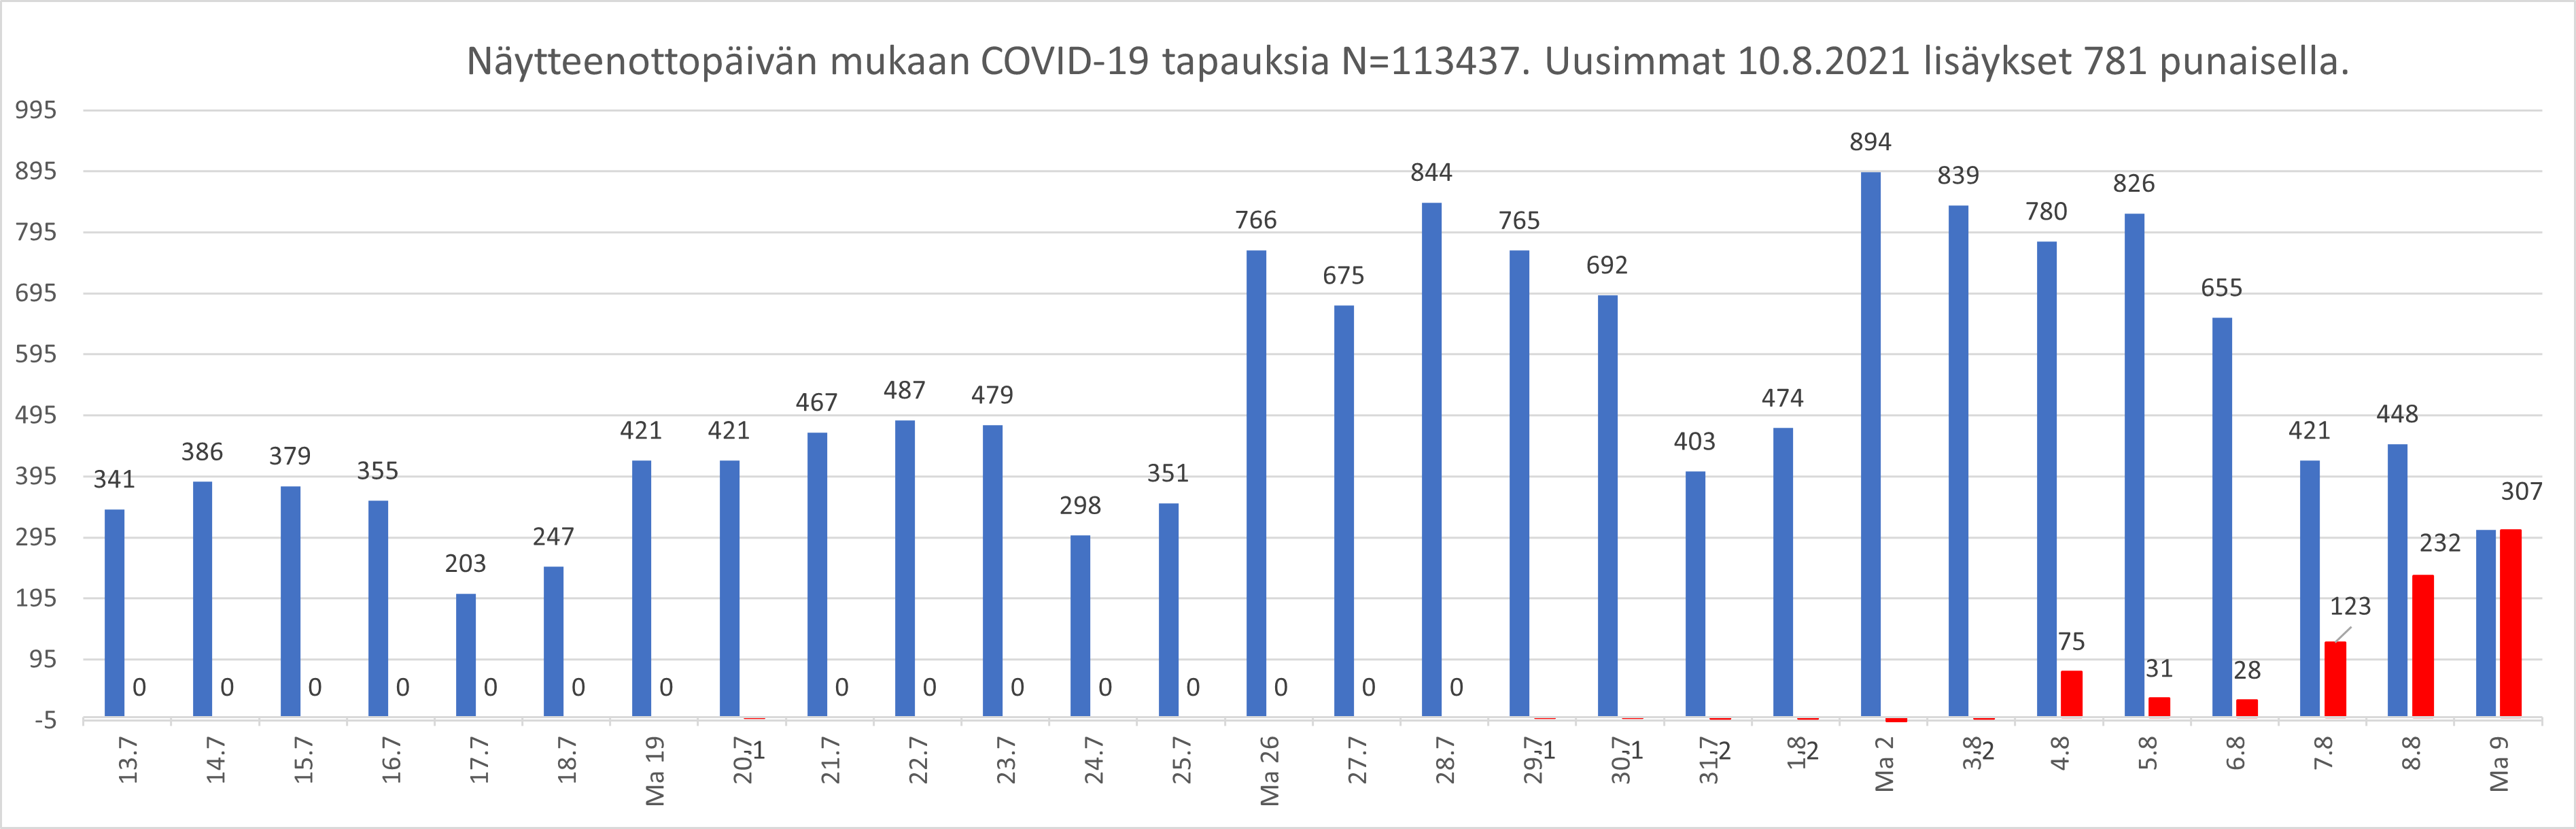 Näytteenottopäivän mukaan COVID-19 tapauksia N=113437. Uusimmat 10.8.2021 lisäykset 781 punaisella.
995
895
795
695
595
495
395
295
195
95
-5
341 386 379 355 203 247 421 421 467 487 479 298 351 766 675 844 765 692 403 474 894 839 780 826 655 421 448
0 0 0 0 0 0 0 -1 0 0 0 0 0 0 0 0 -1 -1 -2 -2 -2 75 31 28 123 232 307
13.7 14.7 15.7 16.7 17.7 18.7 Ma 19 20.7 21.7 22.7 23.7 24.7 25.7 Ma 26 27.7 28.7 29.7 30.7 31.7 1.8 Ma 2 3.8 4.8 5.8 6.8 7.8 8.8 Ma 9